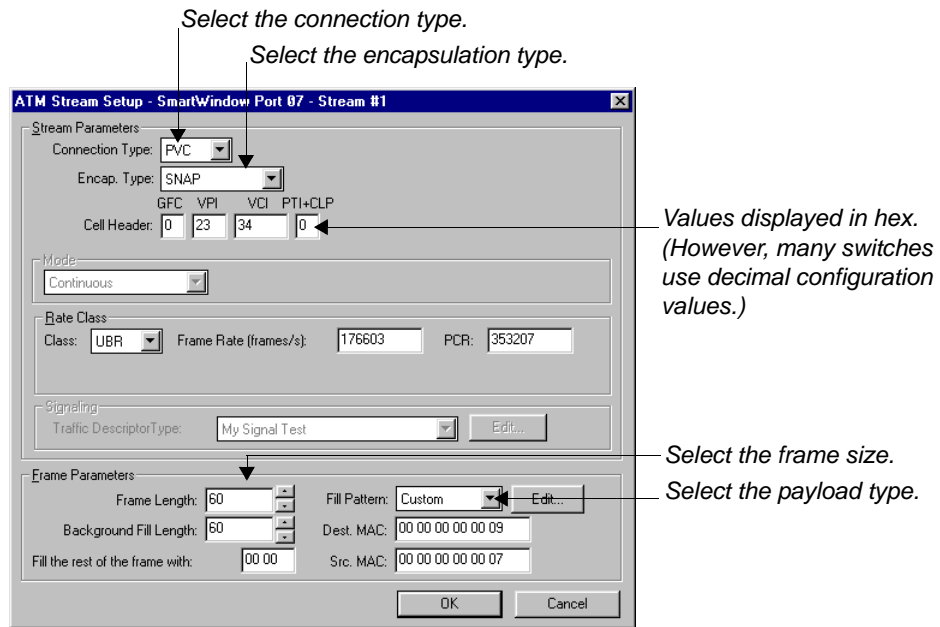 Select the connection type.
Select the encapsulation type.
ATM Stream Setup - SmartWindow Port 07 - Stream #1
Stream Parameters
Connection Type: PVC
Encap. Type: SNAP
GFC VPI VCI PTI+CLP
Cell Header: 0 23 34 0
Values displayed in hex.
(However, many switches
use decimal configuration
values.)
Mode
Continuous
Rate Class
Class: UBR Frame Rate (frames/s): 176603 PCR: 353207
Signaling
Traffic DescriptorType: My Signal Test Edit...
Select the frame size.
Frame Parameters
Frame Length: 60 Fill Pattern: Custom Edit...
Select the payload type.
Background Fill Length: 60 Dest. MAC: 00 00 00 00 00 09
Fill the rest of the frame with: 00 00 Src. MAC: 00 00 00 00 00 07
OK Cancel